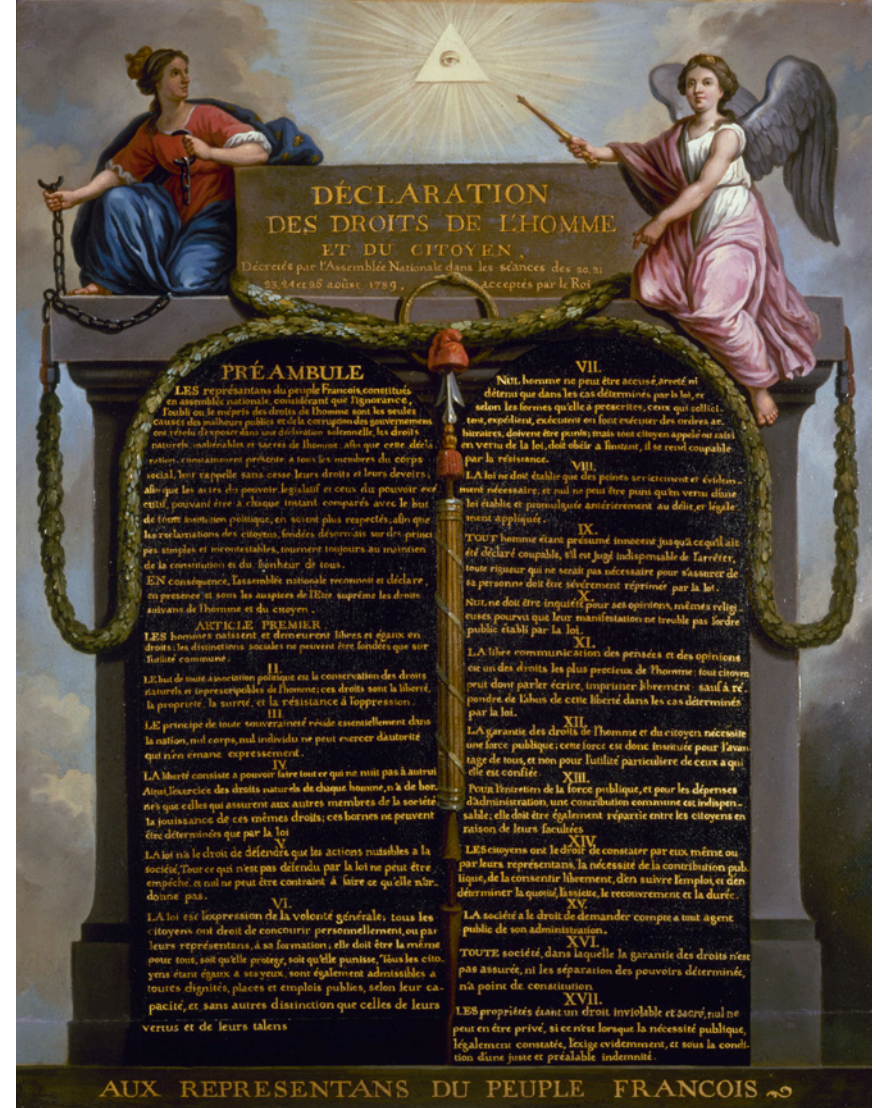 DÉCLARATION
DES DROITS DE L'HOMME
ET DU CITOYEN,
Décretés par l'Assemblée Nationale dans les séances des 20, 21
23, 24 et 26 aoûst 1789, acceptés par le Roi
PRÉAMBULE
LES représentans du peuple François, constitués
en assemblée nationale, considérant que l'ignorance,
l'oubli ou le mépris des droits de l'homme sont les seules
causes des malheurs publics et de la corruption des gouvernemens
ont résolu d'exposer dans une déclaration solemnelle, les droits
naturels, inaliénables et sacrés de l'homme; afin que cette décla
ration, constamment présente a tous les membres du corps
social, leur rappelle sans cesse leurs droits et leurs devoirs,
afin que les actes du pouvoir législatif et ceux du pouvoir exé
cutif, pouvant être à chaque instant comparés avec le but
de toute institution politique, en soient plus respectés, afin que
les reclamations des citoyens, fondées désormais sur des princi
pes simples et incontestables, tournent toujours au maintien
de la constitution et du bonheur de tous.
EN conséquence, l'assemblée nationale reconnoit et déclare,
en presence et sous les auspices de l'Etre suprême les droits
suivans de l'homme et du citoyen.
ARTICLE PREMIER.
LES hommes naissent et demeurent libres et égaux en
droits; les distinctions sociales ne peuvent être fondées que sur
l'utilité commune.
II.
LE but de toute association politique est la conservation des droits
naturels et inprescriptibles de l'homme; ces droits sont la liberté,
la propriété, la sureté, et la résistance à l'oppression.
III.
LE principe de toute souveraineté réside essentiellement dans
la nation, nul corps, nul individu ne peut exercer d'autorité
qui n'en émane expressement.
IV.
LA liberté consiste a pouvoir faire tout ce qui ne nuit pas à autrui
Ainsi, l'exercice des droits naturels de chaque homme, n'a de bor-
nes que celles qui assurent aux autres membres de la société
la jouissance de ces mêmes droits; ces bornes ne peuvent
être déterminées que par la loi
V.
LA loi n'a le droit de défendre que les actions nuisibles a la
société, Tout ce qui n'est pas défendu par la loi ne peut être
empêché, et nul ne peut être contraint à faire ce qu'elle n'or-
donne pas.
VI.
LA loi est l'expression de la volonté générale; tous les
citoyens ont droit de concourir personnellement, ou par
leurs représentans, à sa formation; elle doit être la même
pour tous, soit qu'elle protege, soit qu'elle punisse, Tous les cito-
yens étant égaux a ses yeux, sont également admissibles a
toutes dignités, places et emplois publics, selon leur ca-
pacité, et sans autres distinction que celles de leurs
vertus et de leurs talens
VII.
NUL homme ne peut être accusé, arreté ni
détenu que dans les cas déterminés par la loi, et
selon les formes qu'elle à prescrites, ceux qui sollici-
tent, expédient, exécutent ou font exécuter des ordres ar-
bitraires, doivent être punis; mais tout citoyen appelé ou saisi
en vertu de la loi, doit obéir a l'instant, il se rend coupable
par la résistance.
VIII.
LA loi ne doit établir que des peines strictement et évidem-
ment nécessaire, et nul ne peut être puni qu'en vertu d'une
loi établie et promulguée antérieurement au délit, et légale
ment appliquée.
IX.
TOUT homme étant présumé innocent jusqu'à ce qu'il ait
été déclaré coupable, s'il est jugé indispensable de l'arrêter,
toute rigueur qui ne serait pas nécessaire pour s'assurer de
sa personne doit être sévèrement réprimée par la loi.
X.
NUL ne doit être inquiété pour ses opinions, mêmes religi
euses pourvu que leur manifestation ne trouble pas l'ordre
public établi par la loi.
XI.
LA libre communication des pensées et des opinions
est un des droits les plus precieux de l'homme: tout citoyen
peut donc parler écrire, imprimer librement: sauf à ré-
pondre de l'abus de cette liberté dans les cas déterminés
par la loi.
XII.
LA garantie des droits de l'homme et du citoyen nécessite
une force publique; cette force est donc instituée pour l'avan
tage de tous, et non pour l'utilité particulière de ceux a qui
elle est confiée.
XIII.
POUR l'entretien de la force publique, et pour les dépenses
d'administration, une contribution commune est indispen-
sable; elle doit être également répartie entre les citoyens en
raison de leurs facultées
XIV.
LES citoyens ont le droit de constater par eux même ou
par leurs représentans, la nécessité de la contribution pub-
lique, de la consentir librement, d'en suivre l'emploi, et d'en
déterminer la quotité, l'assiette, le recouvrement et la durée.
XV.
LA société a le droit de demander compte a tout agent
public de son administration.
XVI.
TOUTE société, dans laquelle la garantie des droits n'est
pas assurée, ni les séparation des pouvoirs déterminée,
n'a point de constitution
XVII.
LES propriétés étant un droit inviolable et sacré, nul ne
peut en être privé, si ce n'est lorsque la nécessité publique,
légalement constatée, l'exige evidemment, et sous la condi-
tion d'une juste et préalable indemnité.
AUX REPRESENTANS DU PEUPLE FRANCOIS